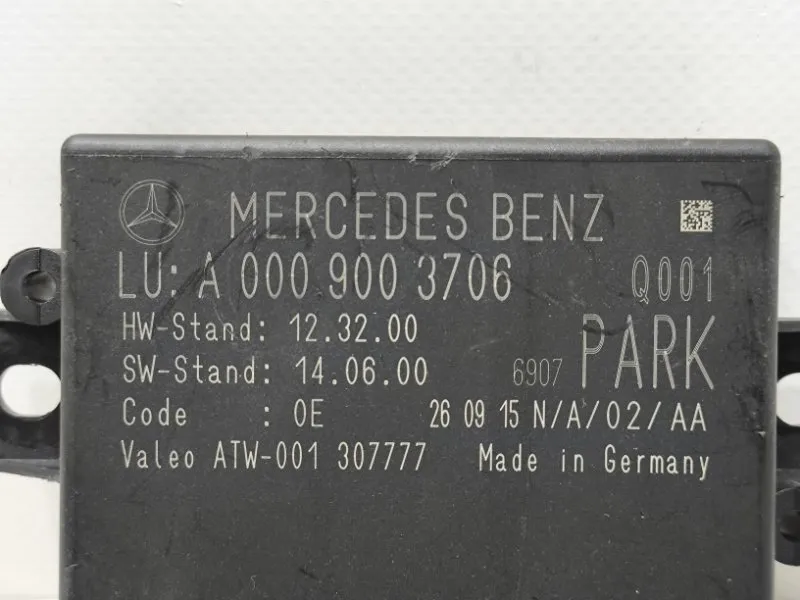 MERCEDES BENZ
LU: A 000 900 3706 Q001
HW-Stand: 12.32.00
SW-Stand: 14.06.00 6907 PARK
Code : 0E 26 09 15 N/A/02/AA
Valeo ATW-001 307777 Made in Germany